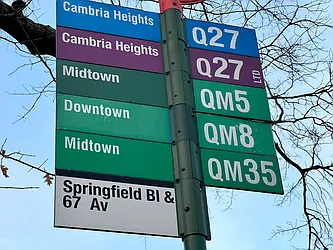 Cambria Heights Q27
Cambria Heights Q27 LTD
Midtown QM5
Downtown QM8
Midtown QM35
Springfield Bl &
67 Av